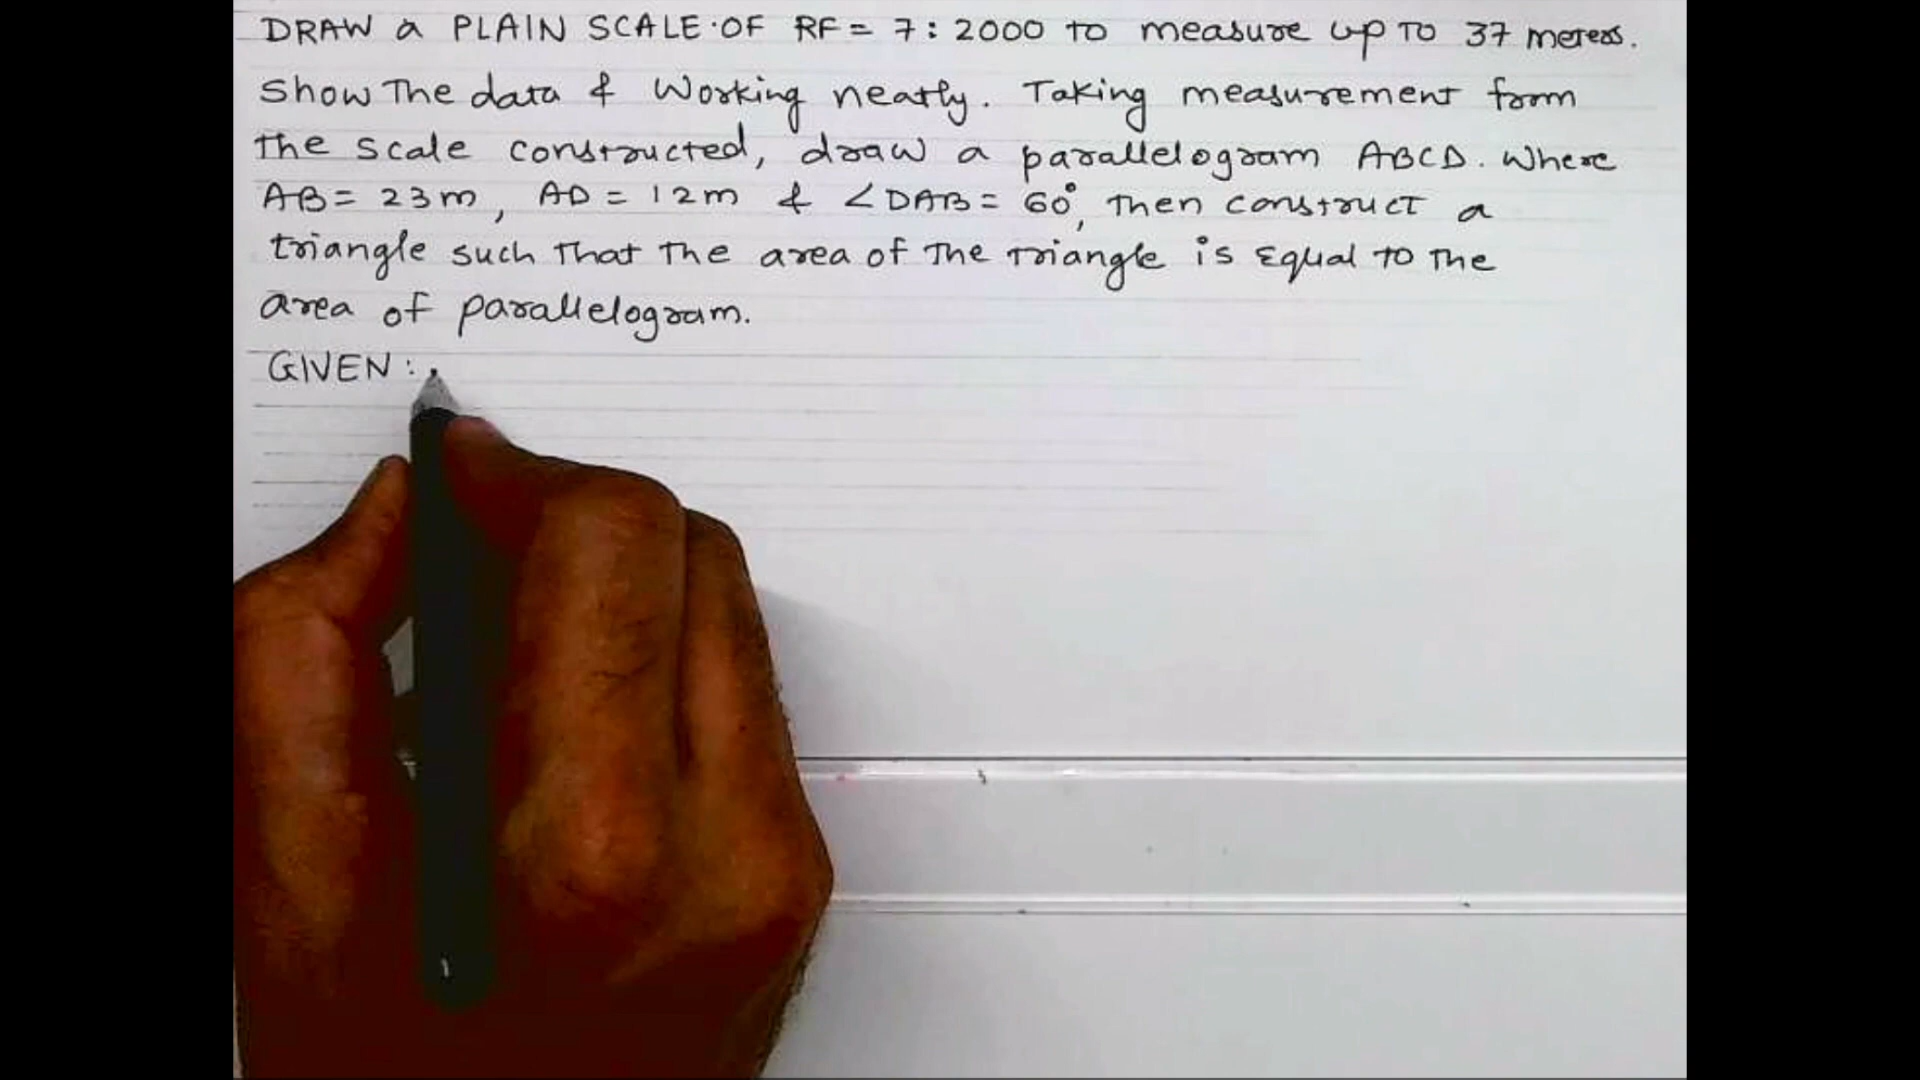 DRAW a PLAIN SCALE OF RF = 7:2000 to measure up TO 37 meters.
Show The data & Working neatly. Taking measurement from
the scale constructed, draw a parallelogram ABCD. Where
AB = 23m, AD = 12m & ∠DAB = 60°, Then construct a
triangle such That The area of The Triangle is Equal to The
area of parallelogram.
GIVEN: